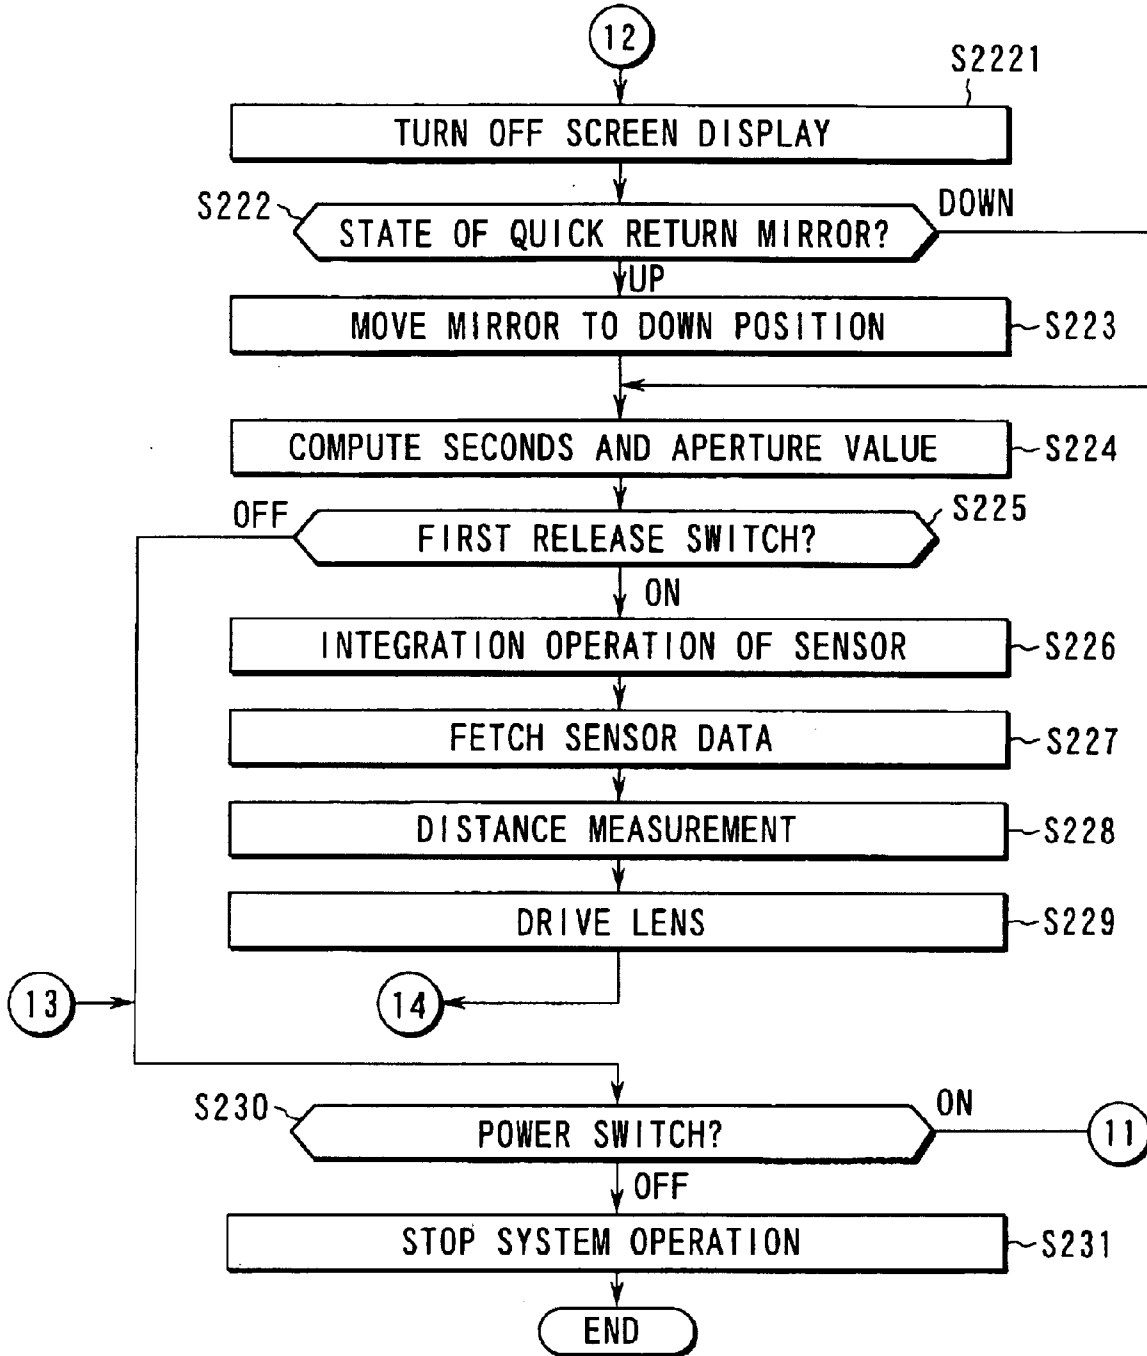 12
S2221
TURN OFF SCREEN DISPLAY
S222
STATE OF QUICK RETURN MIRROR?
DOWN
UP
MOVE MIRROR TO DOWN POSITION
S223
COMPUTE SECONDS AND APERTURE VALUE
S224
OFF
FIRST RELEASE SWITCH?
S225
ON
INTEGRATION OPERATION OF SENSOR
S226
FETCH SENSOR DATA
S227
DISTANCE MEASUREMENT
S228
DRIVE LENS
S229
13
14
S230
POWER SWITCH?
ON
11
OFF
STOP SYSTEM OPERATION
S231
END